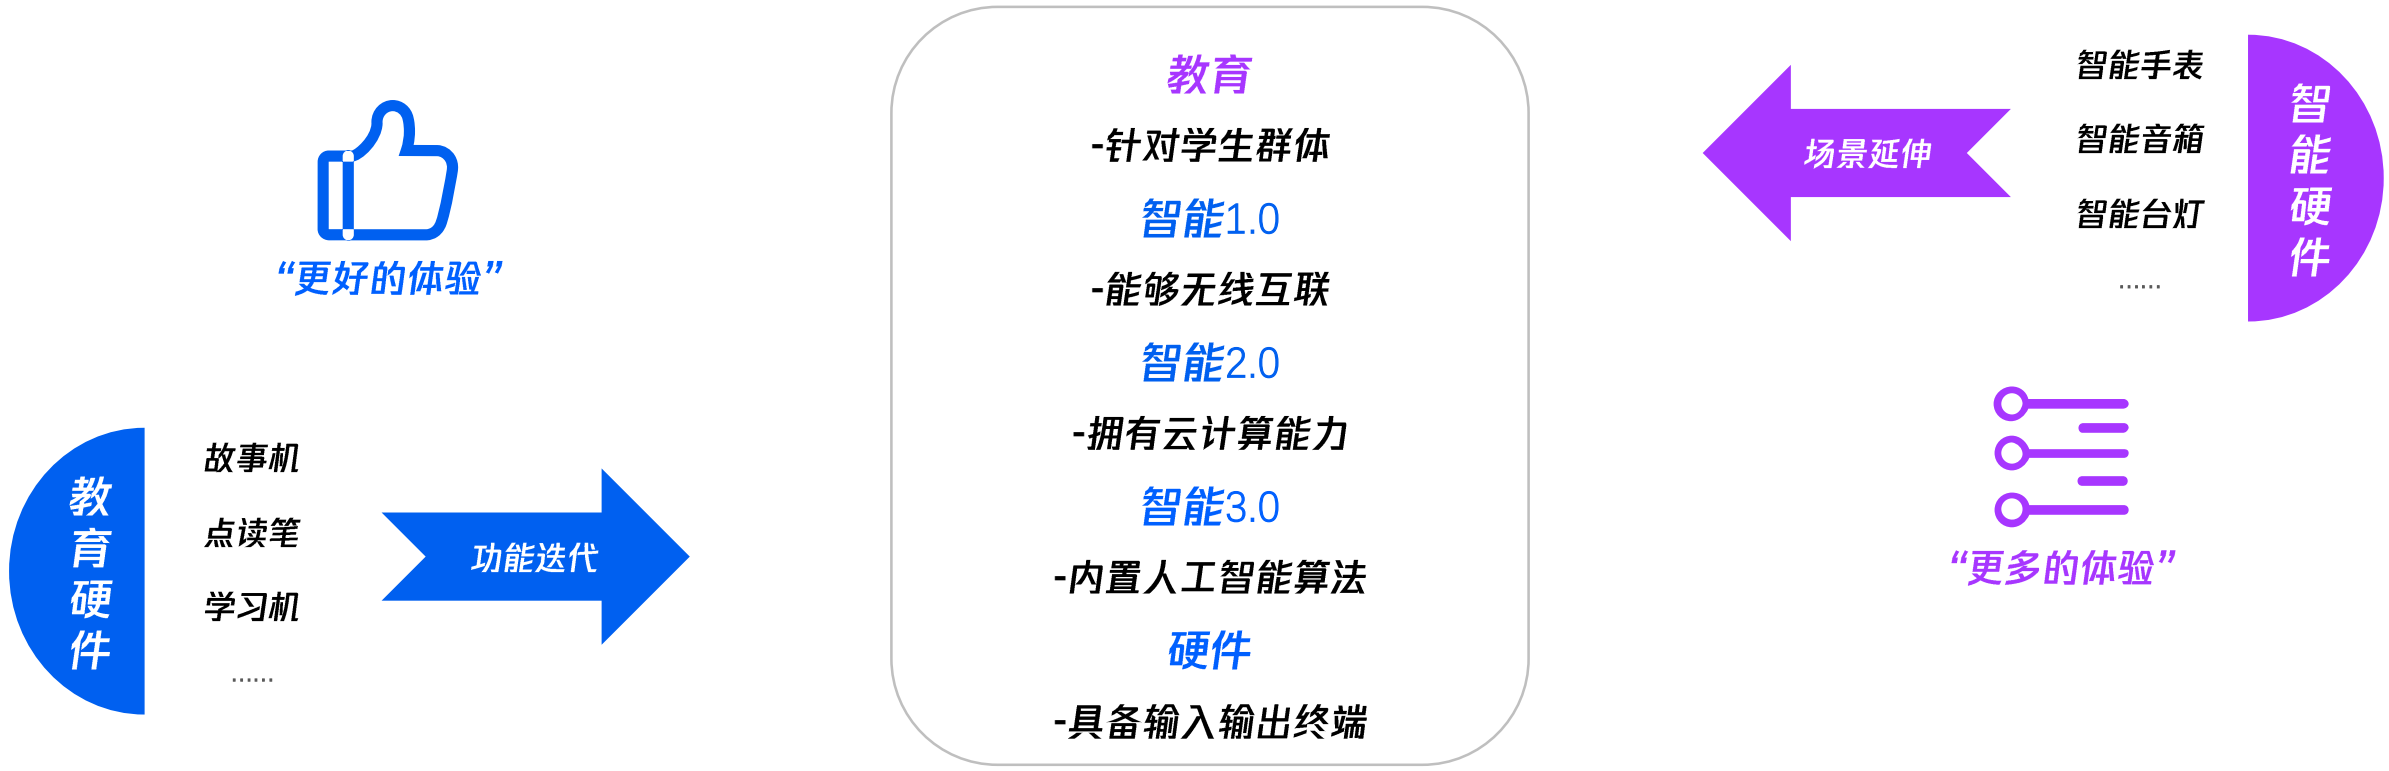 “更好的体验”
教育硬件
故事机
点读笔
学习机
……
功能迭代
教育
-针对学生群体
智能1.0
-能够无线互联
智能2.0
-拥有云计算能力
智能3.0
-内置人工智能算法
硬件
-具备输入输出终端
场景延伸
智能手表
智能音箱
智能台灯
……
智能硬件
“更多的体验”